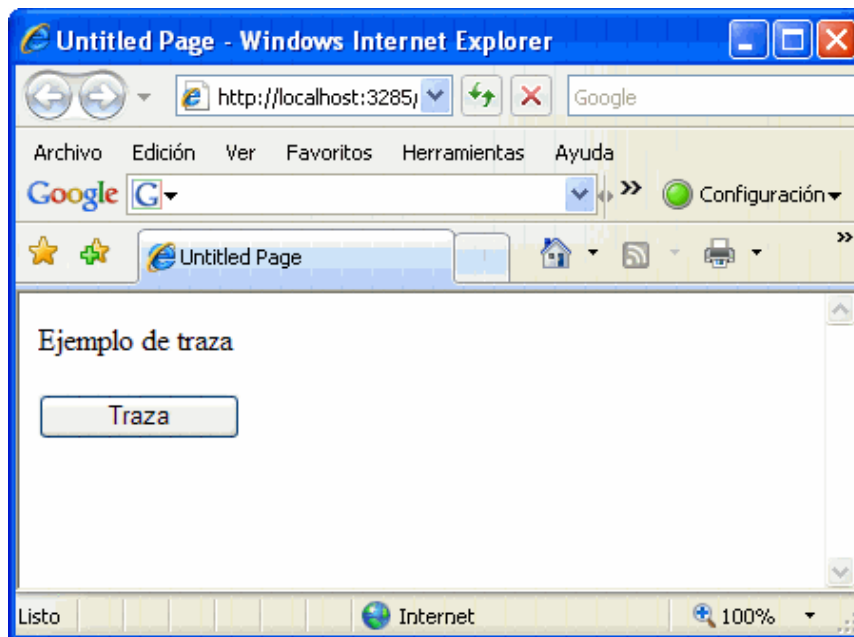 Untitled Page - Windows Internet Explorer
http://localhost:3285/ Google
Archivo Edición Ver Favoritos Herramientas Ayuda
Google G Configuración
Untitled Page
Ejemplo de traza
Traza
Listo Internet 100%